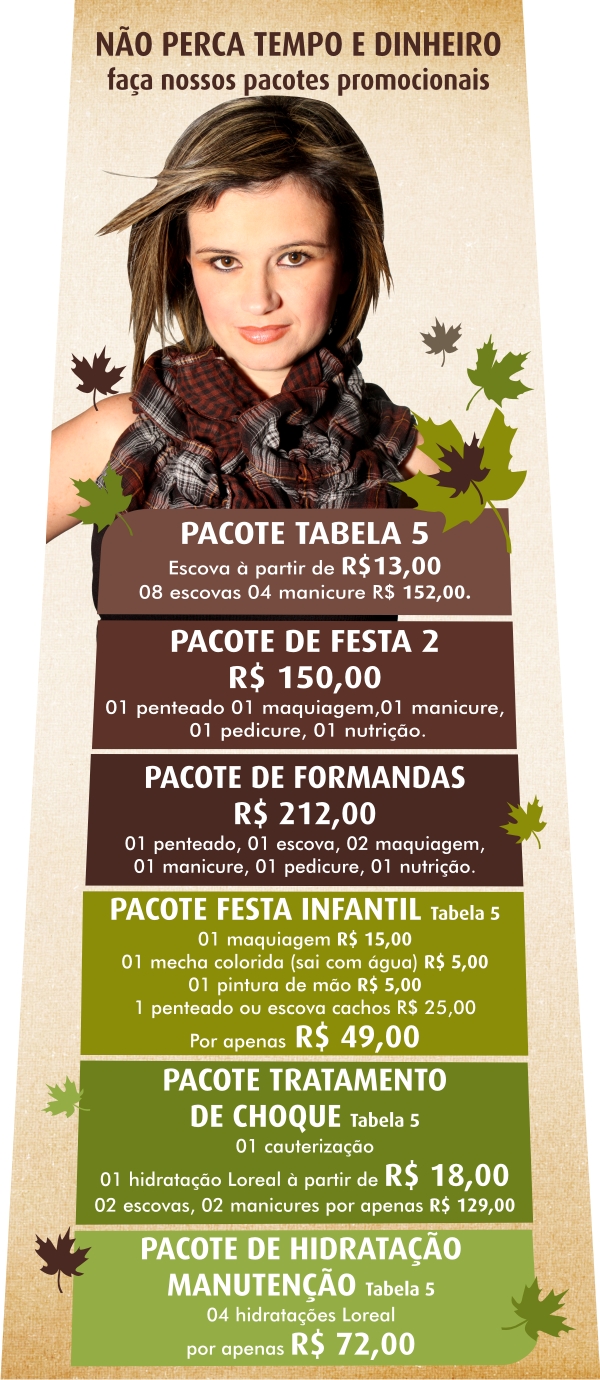 NÃO PERCA TEMPO E DINHEIRO
faça nossos pacotes promocionais
PACOTE TABELA 5
Escova à partir de R$13,00
08 escovas 04 manicure R$ 152,00.
PACOTE DE FESTA 2
R$ 150,00
01 penteado 01 maquiagem,01 manicure,
01 pedicure, 01 nutrição.
PACOTE DE FORMANDAS
R$ 212,00
01 penteado, 01 escova, 02 maquiagem,
01 manicure, 01 pedicure, 01 nutrição.
PACOTE FESTA INFANTIL Tabela 5
01 maquiagem R$ 15,00
01 mecha colorida (sai com água) R$ 5,00
01 pintura de mão R$ 5,00
1 penteado ou escova cachos R$ 25,00
Por apenas R$ 49,00
PACOTE TRATAMENTO
DE CHOQUE Tabela 5
01 cauterização
01 hidratação Loreal à partir de R$ 18,00
02 escovas, 02 manicures por apenas R$ 129,00
PACOTE DE HIDRATAÇÃO
MANUTENÇÃO Tabela 5
04 hidratações Loreal
por apenas R$ 72,00